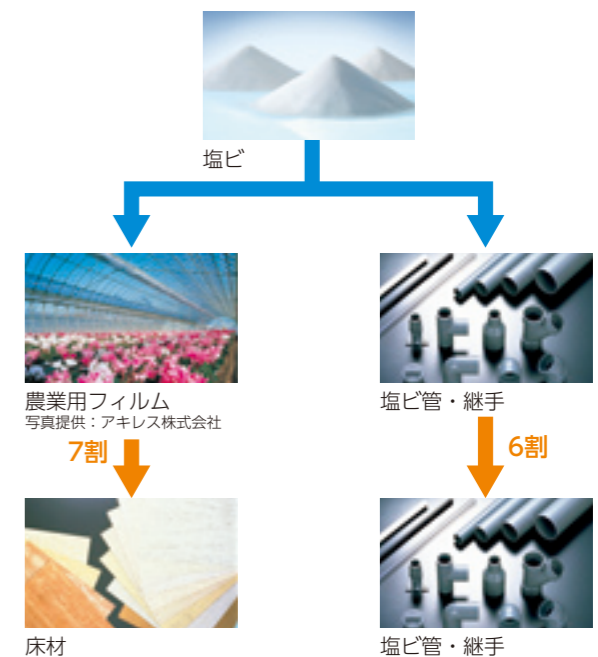 塩ビ
農業用フィルム
写真提供：アキレス株式会社
塩ビ管・継手
7割
6割
床材
塩ビ管・継手